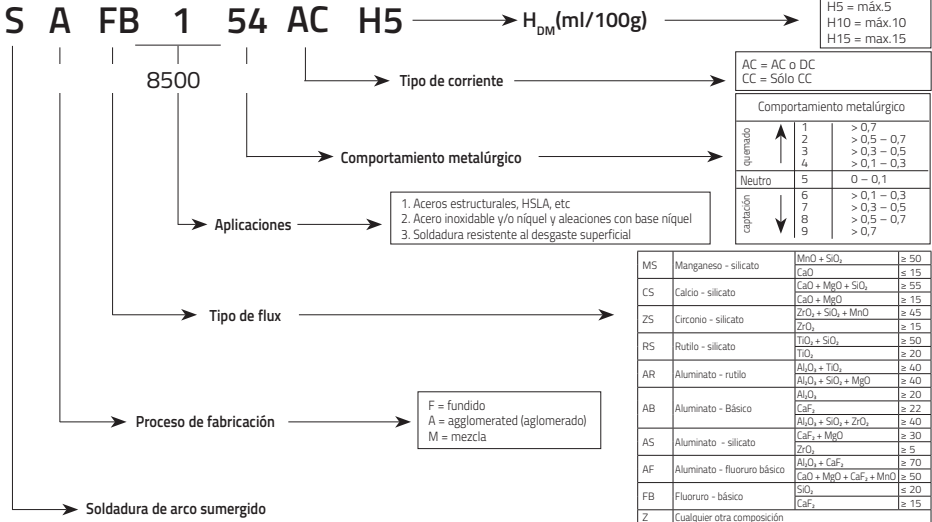 S A FB 1 54 AC H5
H_DM(ml/100g)
H5 = máx.5
H10 = máx.10
H15 = max.15
8500
Tipo de corriente
AC = AC o DC
CC = Sólo CC
Comportamiento metalúrgico
Comportamiento metalúrgico
quemado
1 > 0,7
2 > 0,5 – 0,7
3 > 0,3 – 0,5
4 > 0,1 – 0,3
Neutro 5 0 – 0,1
captación
6 > 0,1 – 0,3
7 > 0,3 – 0,5
8 > 0,5 – 0,7
9 > 0,7
Aplicaciones
1. Aceros estructurales, HSLA, etc
2. Acero inoxidable y/o níquel y aleaciones con base níquel
3. Soldadura resistente al desgaste superficial
Tipo de flux
MS Manganeso - silicato MnO + SiO₂ ≥ 50
CaO ≤ 15
CS Calcio - silicato CaO + MgO + SiO₂ ≥ 55
CaO + MgO ≥ 15
ZS Circonio - silicato ZrO₂ + SiO₂ + MnO ≥ 45
ZrO₂ ≥ 15
RS Rutilo - silicato TiO₂ + SiO₂ ≥ 50
TiO₂ ≥ 20
AR Aluminato - rutilo Al₂O₃ + TiO₂ ≥ 40
Al₂O₃ + SiO₂ + MgO ≥ 40
AB Aluminato - Básico Al₂O₃ ≥ 20
CaF₂ ≥ 22
Al₂O₃ + SiO₂ + ZrO₂ ≥ 40
AS Aluminato - silicato CaF₂ + MgO ≥ 30
ZrO₂ ≥ 5
AF Aluminato - fluoruro básico Al₂O₃ + CaF₂ ≥ 70
CaO + MgO + CaF₂ + MnO ≥ 50
FB Fluoruro - básico SiO₂ ≤ 20
CaF₂ ≥ 15
Z Cualquier otra composición
Proceso de fabricación
F = fundido
A = agglomerated (aglomerado)
M = mezcla
Soldadura de arco sumergido